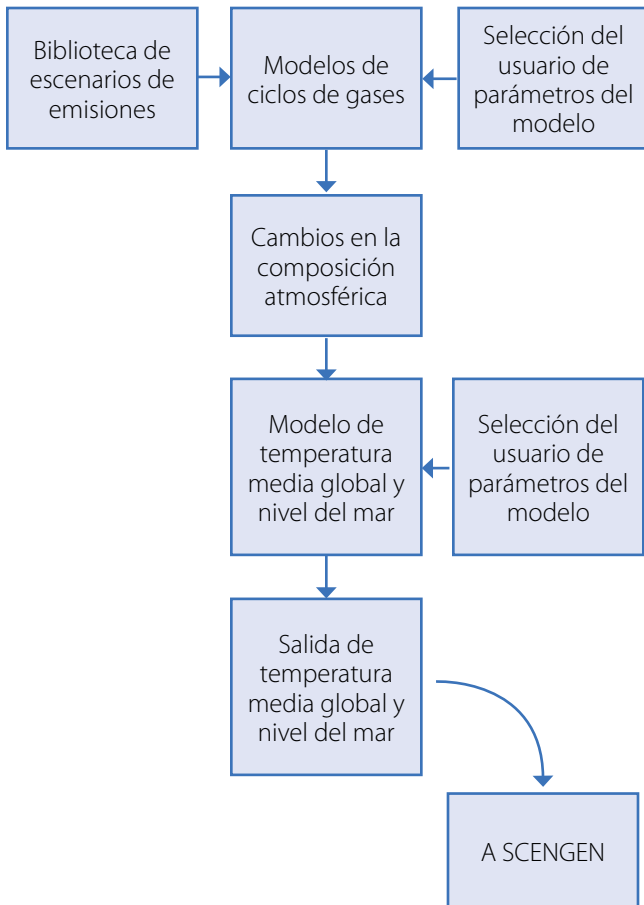 Biblioteca de
escenarios de
emisiones
Modelos de
ciclos de gases
Selección del
usuario de
parámetros del
modelo
Cambios en la
composición
atmosférica
Modelo de
temperatura
media global y
nivel del mar
Selección del
usuario de
parámetros del
modelo
Salida de
temperatura
media global y
nivel del mar
A SCENGEN